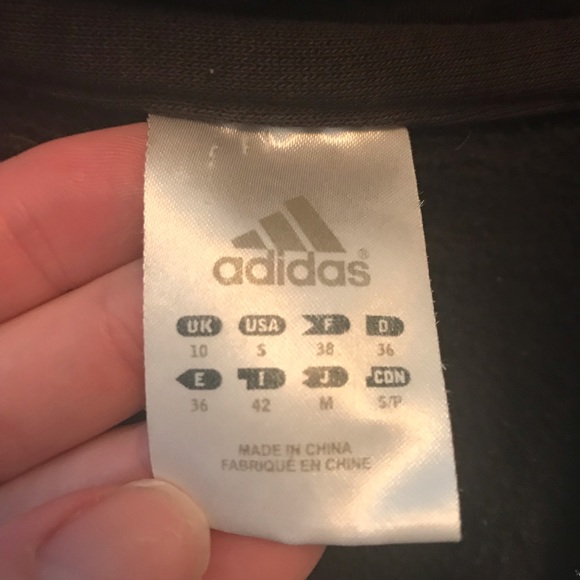 adidas®
UK USA F D
10 S 38 36
E I J CDN
36 42 M S/P
MADE IN CHINA
FABRIQUÉ EN CHINE